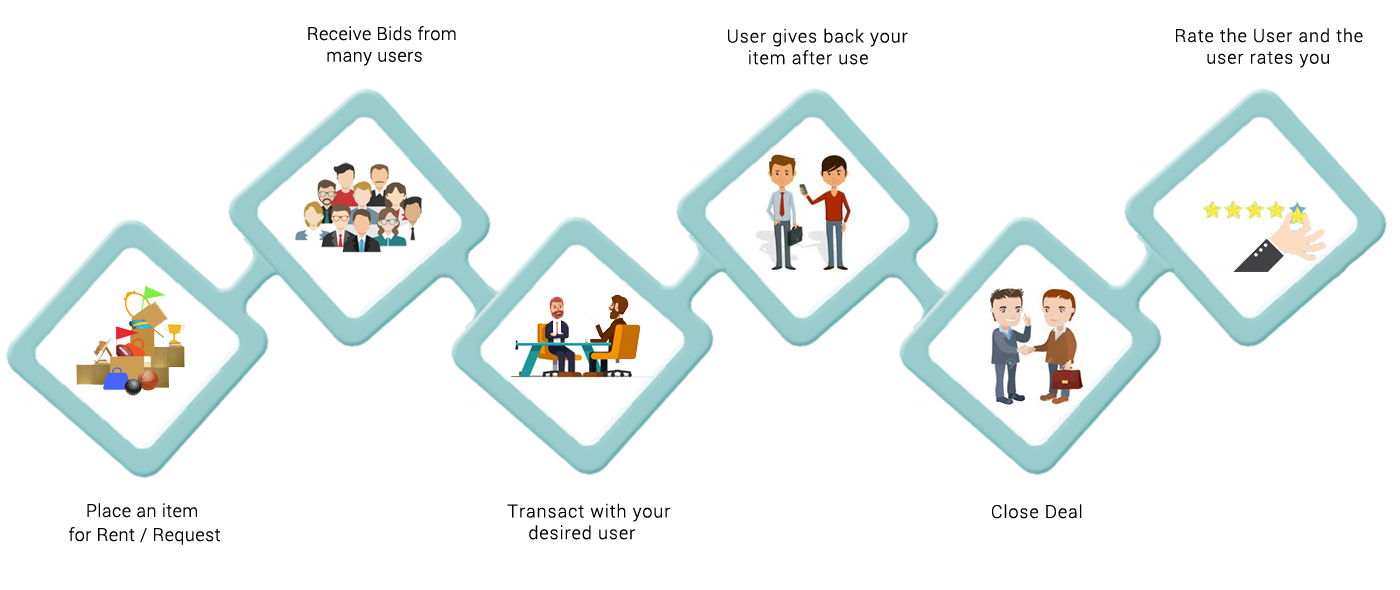 Place an item
for Rent / Request
Receive Bids from
many users
Transact with your
desired user
User gives back your
item after use
Close Deal
Rate the User and the
user rates you